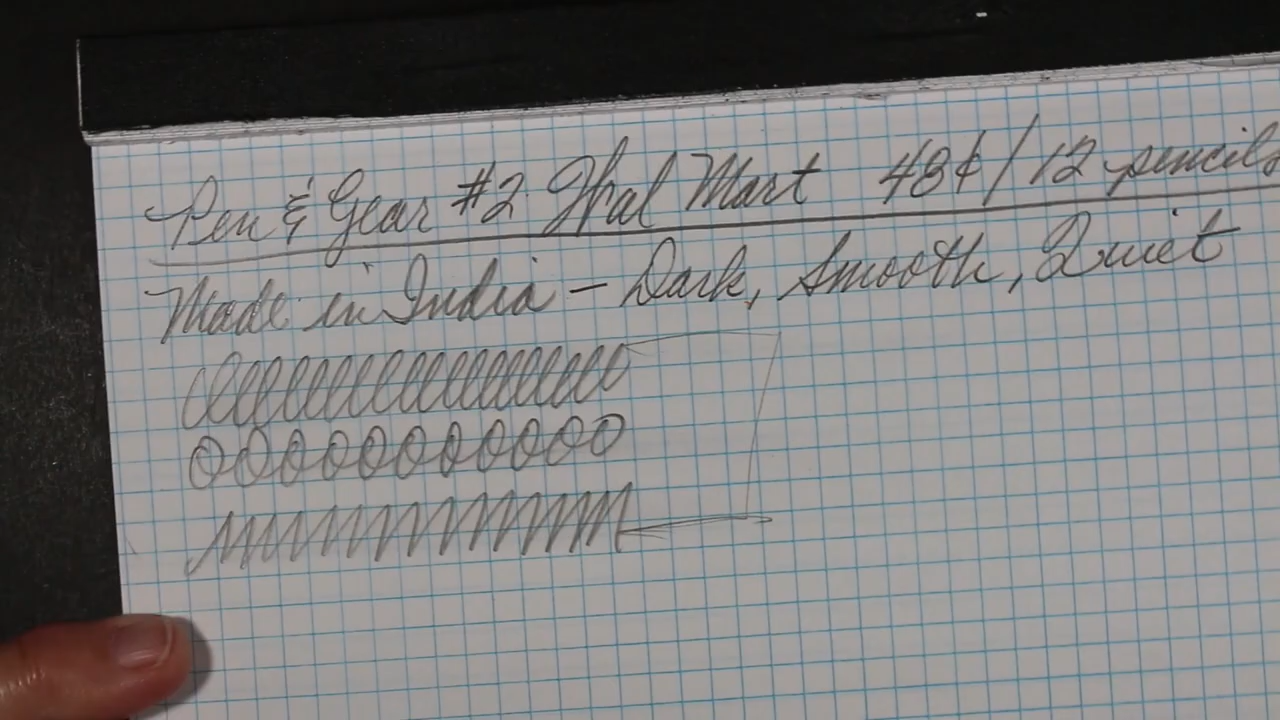 Pen & Gear #2 Wal Mart 48¢/12 pencils
Made in India - Dark, Smooth, Quiet